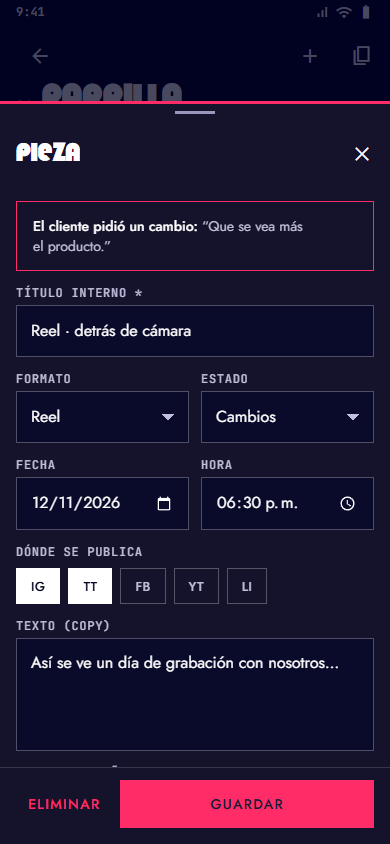 9:41
PARRILLA
PIEZA
El cliente pidió un cambio: “Que se vea más
el producto.”
TÍTULO INTERNO *
Reel · detrás de cámara
FORMATO
ESTADO
Reel
Cambios
FECHA
HORA
12/11/2026
06:30 p. m.
DÓNDE SE PUBLICA
IG
TT
FB
YT
LI
TEXTO (COPY)
Así se ve un día de grabación con nosotros...
ELIMINAR
GUARDAR